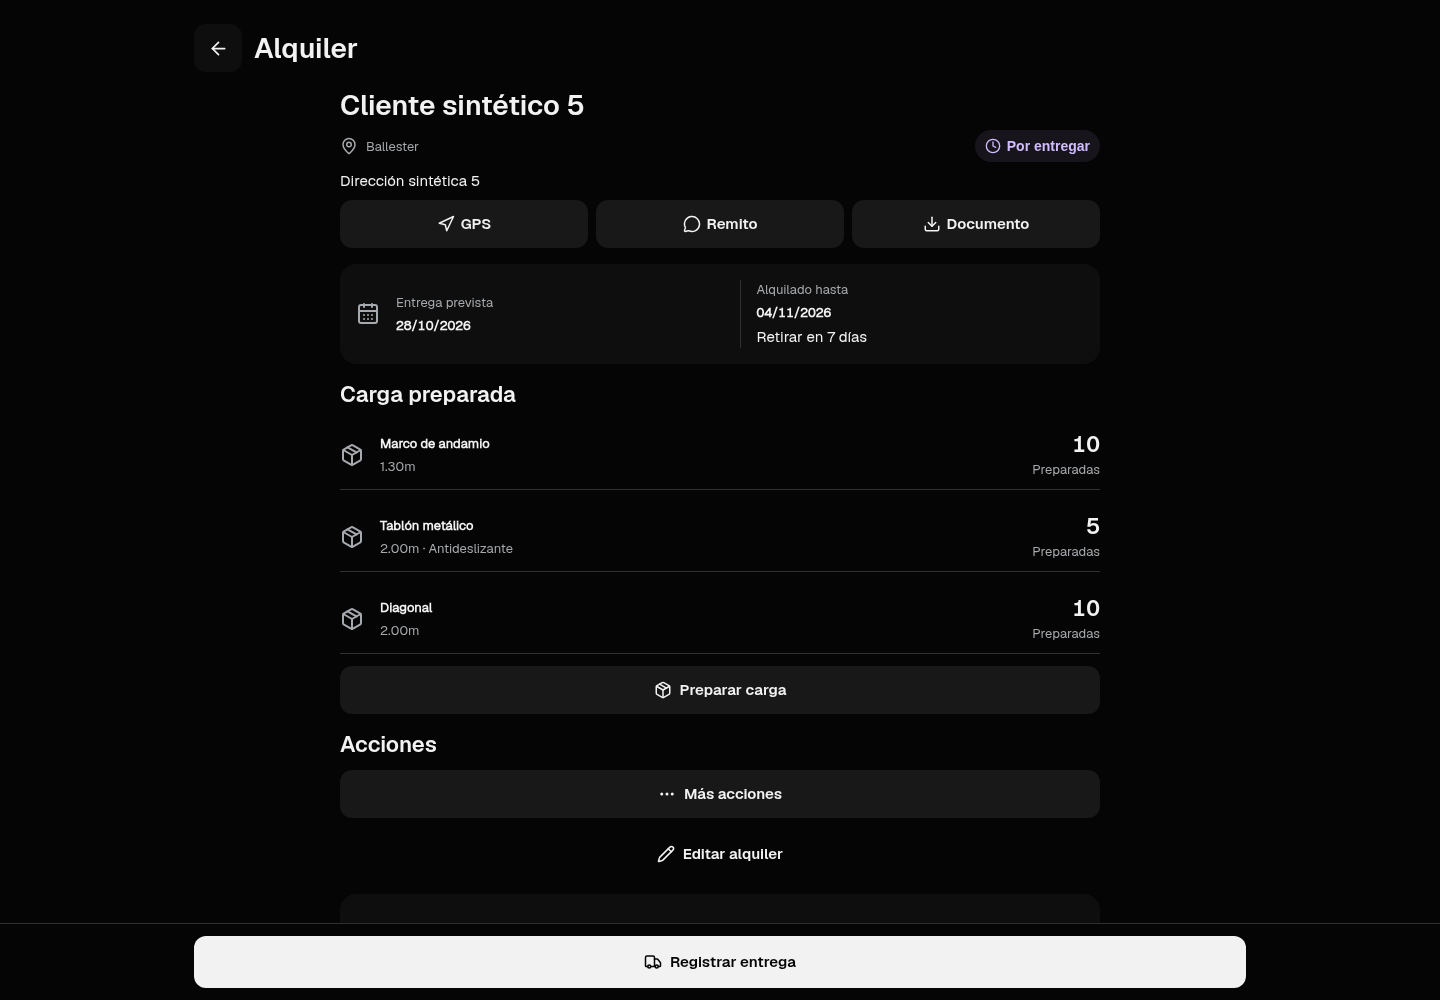 Alquiler
Cliente sintético 5
Ballester
Por entregar
Dirección sintética 5
GPS
Remito
Documento
Entrega prevista
28/10/2026
Alquilado hasta
04/11/2026
Retirar en 7 días
Carga preparada
Marco de andamio
1.30m
10
Preparadas
Tablón metálico
2.00m · Antideslizante
5
Preparadas
Diagonal
2.00m
10
Preparadas
Preparar carga
Acciones
Más acciones
Editar alquiler
Registrar entrega